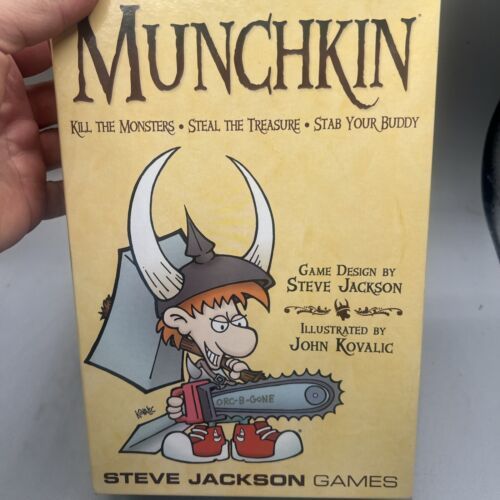 MUNCHKIN
KILL THE MONSTERS • STEAL THE TREASURE • STAB YOUR BUDDY
GAME DESIGN BY
STEVE JACKSON
ILLUSTRATED BY
JOHN KOVALIC
ORC-B-GONE
KOVALIC
STEVE JACKSON GAMES